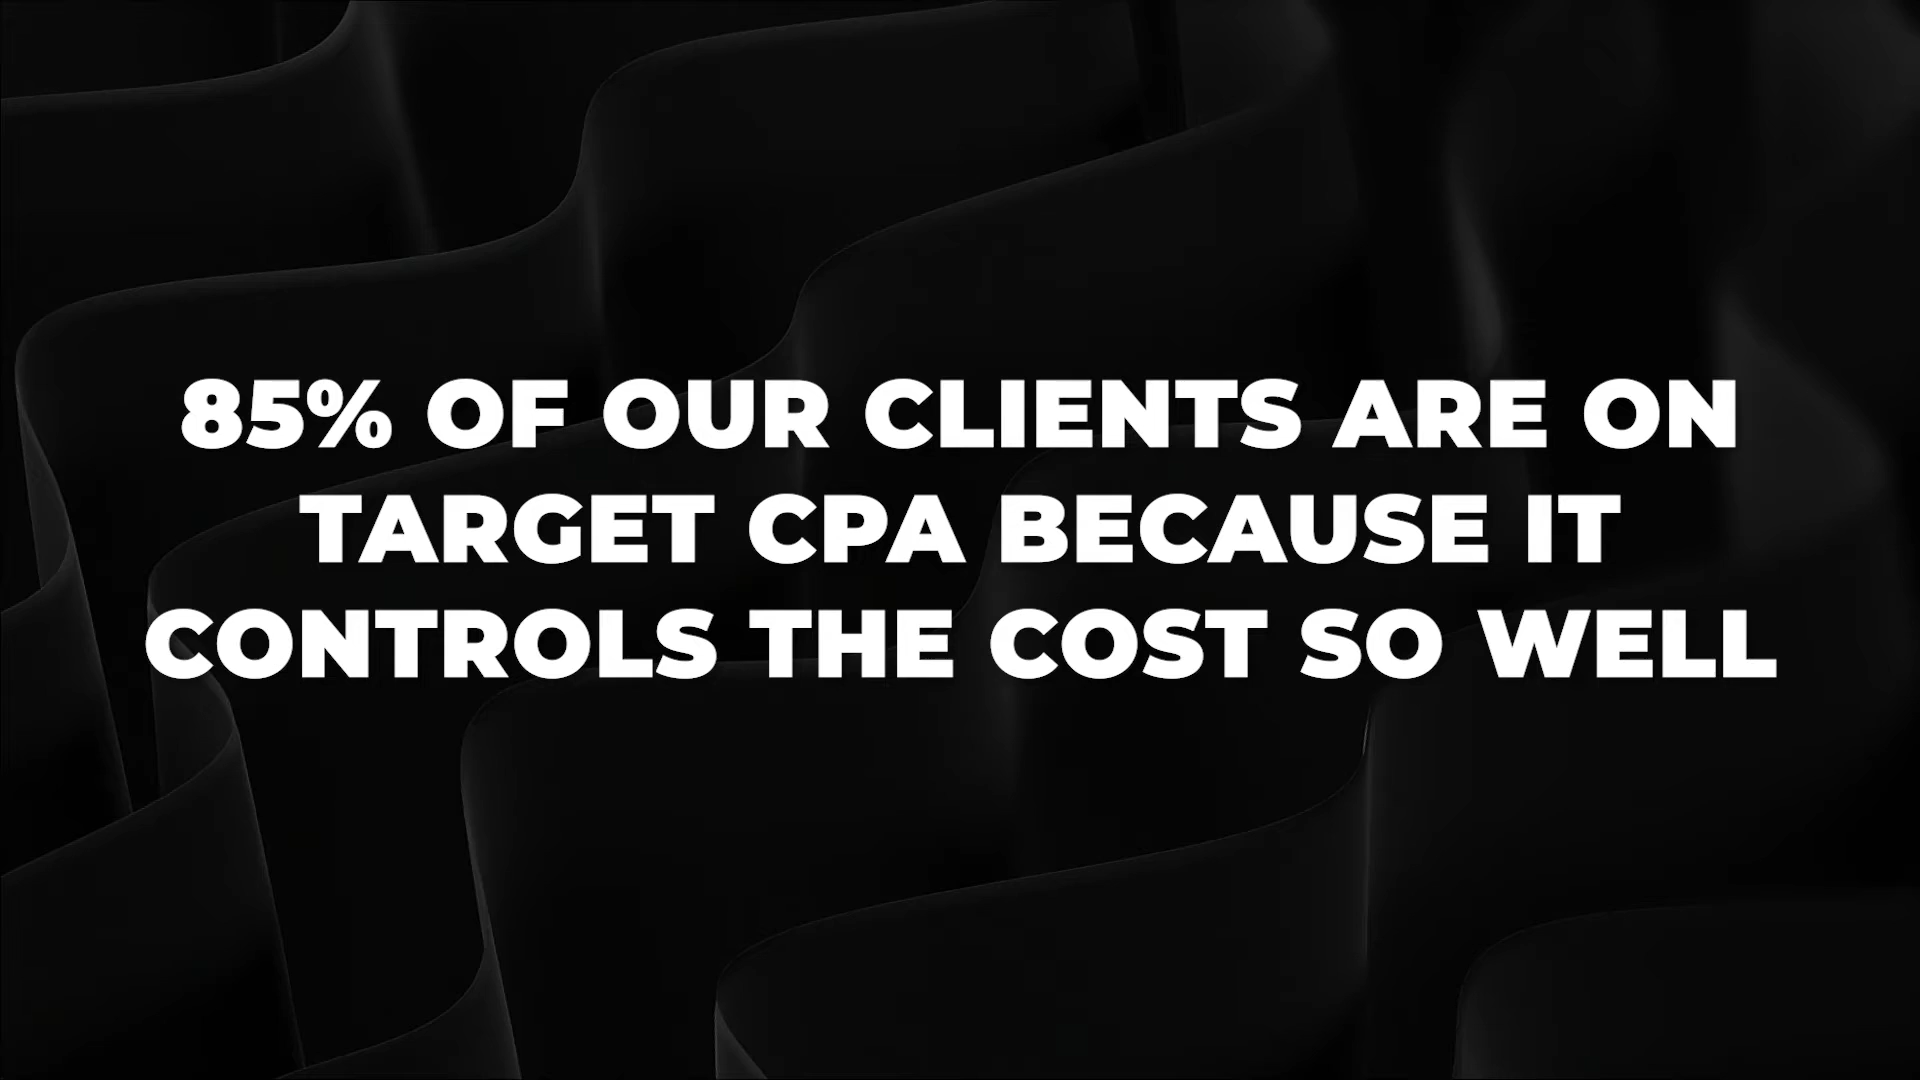 85% OF OUR CLIENTS ARE ON
TARGET CPA BECAUSE IT
CONTROLS THE COST SO WELL